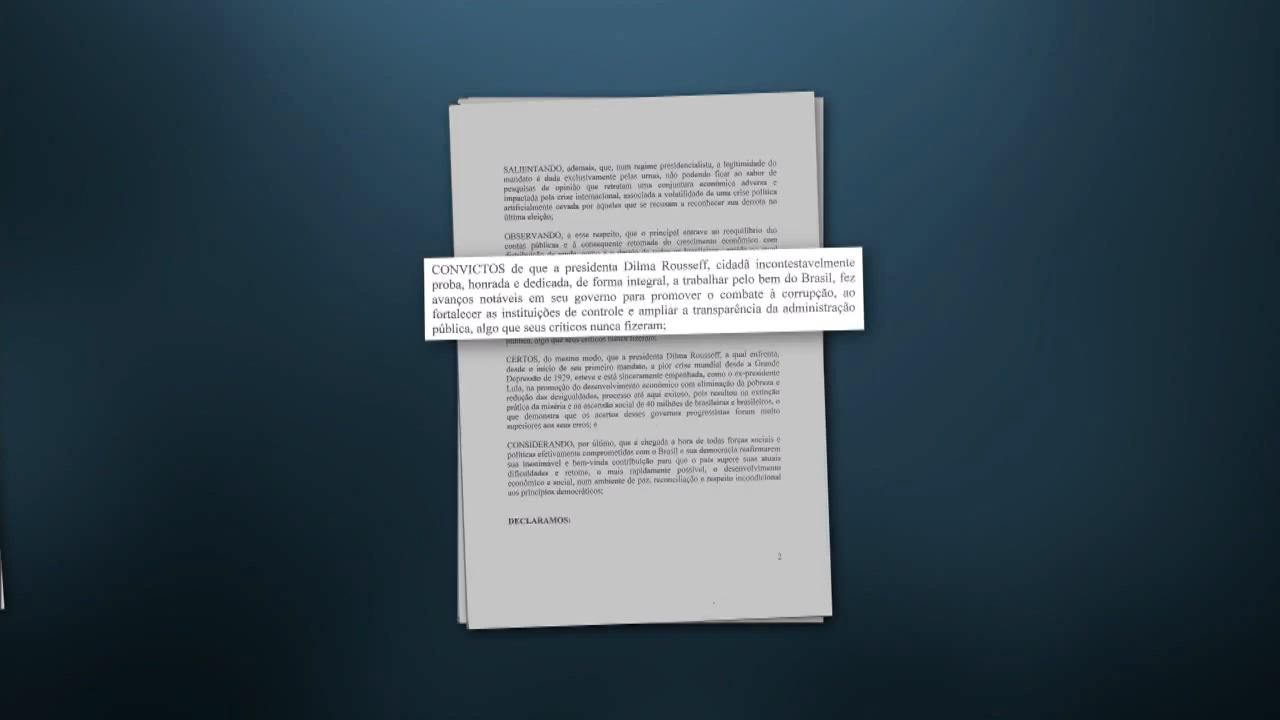 SALIENTANDO, ademais, que, num regime presidencialista, a legitimidade do
mandato é dada exclusivamente pelas urnas, não podendo ficar ao sabor de
pesquisas de opinião que retratam uma conjuntura econômica adversa e
impactada pela crise internacional, associada a volatilidade de uma crise política
artificialmente cevada por aqueles que se recusam a reconhecer sua derrota na
última eleição;
OBSERVANDO, a esse respeito, que o principal entrave ao reequilíbrio das
contas públicas e à consequente retomada do crescimento econômico com
CONVICTOS de que a presidenta Dilma Rousseff, cidadã incontestavelmente
proba, honrada e dedicada, de forma integral, a trabalhar pelo bem do Brasil, fez
avanços notáveis em seu governo para promover o combate à corrupção, ao
fortalecer as instituições de controle e ampliar a transparência da administração
pública, algo que seus críticos nunca fizeram;
pública, algo que seus críticos nunca fizeram;
CERTOS, do mesmo modo, que a presidenta Dilma Rousseff, a qual enfrenta,
desde o início de seu primeiro mandato, a pior crise mundial desde a Grande
Depressão de 1929, esteve e está sinceramente empenhada, como o ex-presidente
Lula, na promoção do desenvolvimento econômico com eliminação da pobreza e
redução das desigualdades, processo até aqui exitoso, pois resultou na extinção
prática da miséria e na ascensão social de 40 milhões de brasileiras e brasileiros, o
que demonstra que os acertos desses governos progressistas foram muito
superiores aos seus erros; e
CONSIDERANDO, por último, que é chegada a hora de todas forças sociais e
políticas efetivamente comprometidas com o Brasil e sua democracia reafirmarem
sua inestimável e bem-vinda contribuição para que o país supere suas atuais
dificuldades e retome, o mais rapidamente possível, o desenvolvimento
econômico e social, num ambiente de paz, reconciliação e respeito incondicional
aos princípios democráticos;
DECLARAMOS:
2